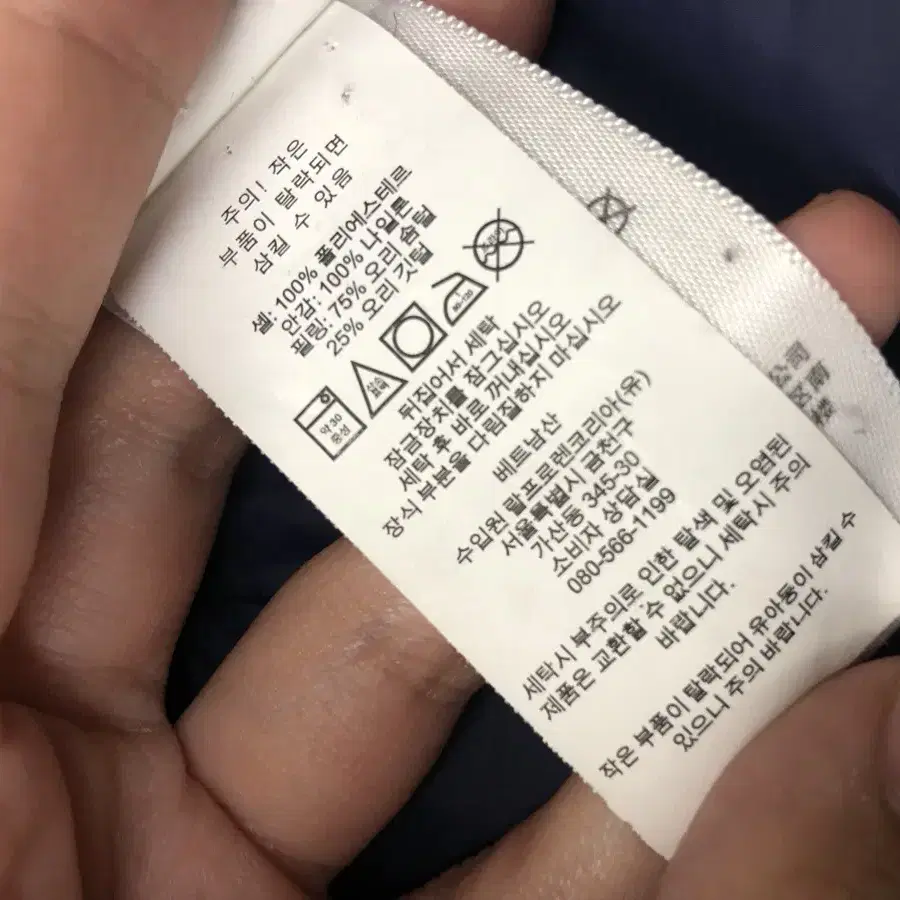 주의! 작은
부품이 탈락되면
삼킬 수 있음
쉘: 100% 폴리에스테르
안감: 100% 나일론
필링: 75% 오리 솜털
25% 오리 깃털
약 30
중성
80-120
뒤집어서 세탁
잠금장치를 잠그십시오
세탁 후 바로 꺼내십시오
장식 부분을 다림질하지 마십시오
베트남산
수입원 랄프로렌코리아(유)
서울특별시 금천구
가산동 345-30
소비자 상담실
080-566-1199
세탁시 부주의로 인한 탈색 및 오염된
제품은 교환할 수 없으니 세탁시 주의
바랍니다.
작은 부품이 탈락되어 유아동이 삼킬 수
있으니 주의 바랍니다.